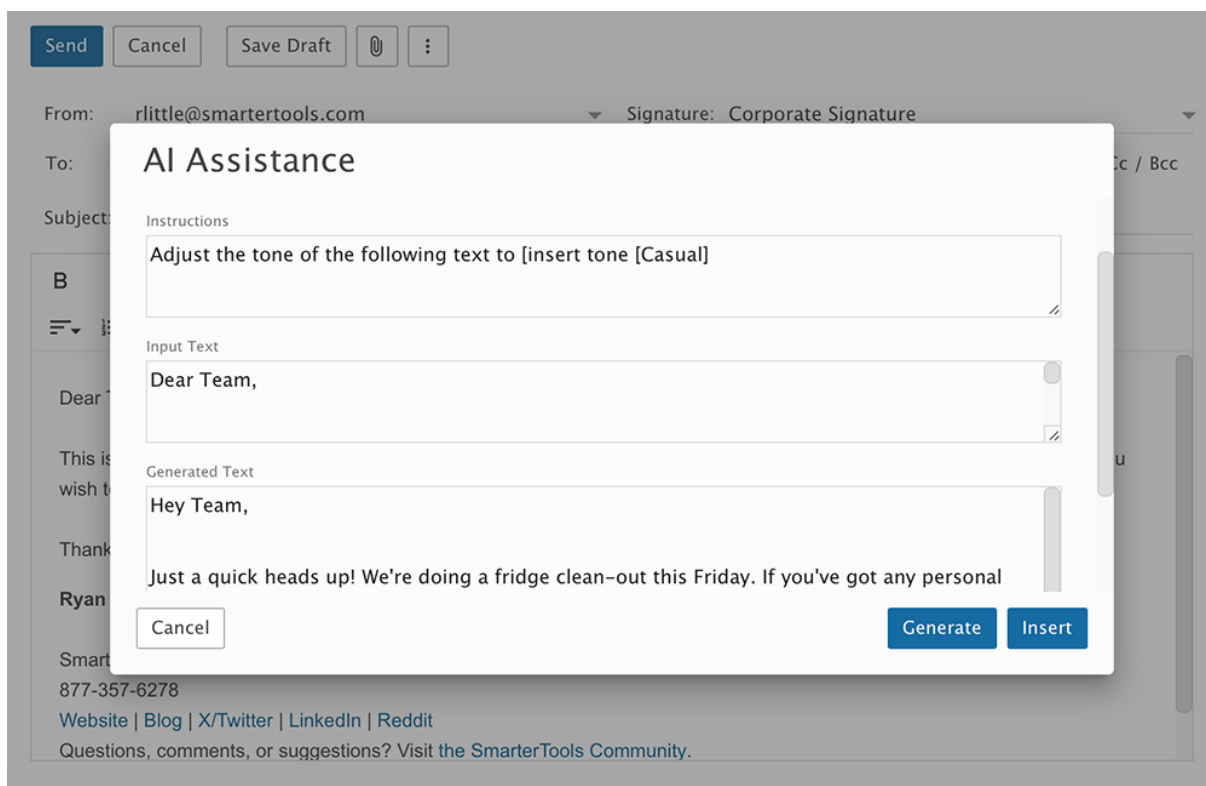 Send Cancel Save Draft
From: rlittle@smartertools.com Signature: Corporate Signature
To: Cc / Bcc
Subject:
AI Assistance
Instructions
Adjust the tone of the following text to [insert tone [Casual]
B
Input Text
Dear Team,
Dear
This is
wish
Generated Text
Hey Team,
Just a quick heads up! We're doing a fridge clean-out this Friday. If you've got any personal
Thank
Ryan
Cancel Generate Insert
Smart
877-357-6278
Website | Blog | X/Twitter | LinkedIn | Reddit
Questions, comments, or suggestions? Visit the SmarterTools Community.